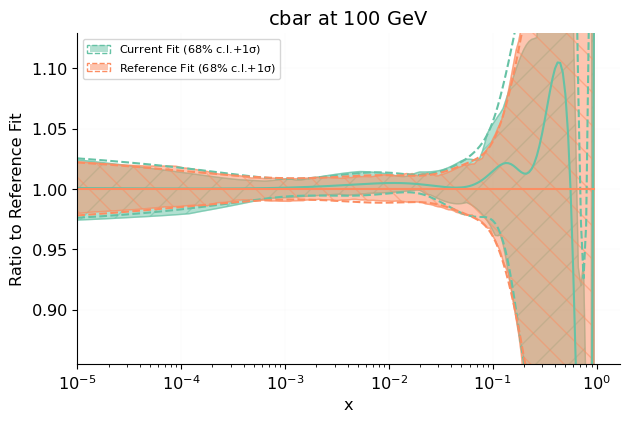 cbar at 100 GeV
Current Fit (68% c.l.+1σ)
Reference Fit (68% c.l.+1σ)
Ratio to Reference Fit
1.10
1.05
1.00
0.95
0.90
10⁻⁵ 10⁻⁴ 10⁻³ 10⁻² 10⁻¹ 10⁰
x